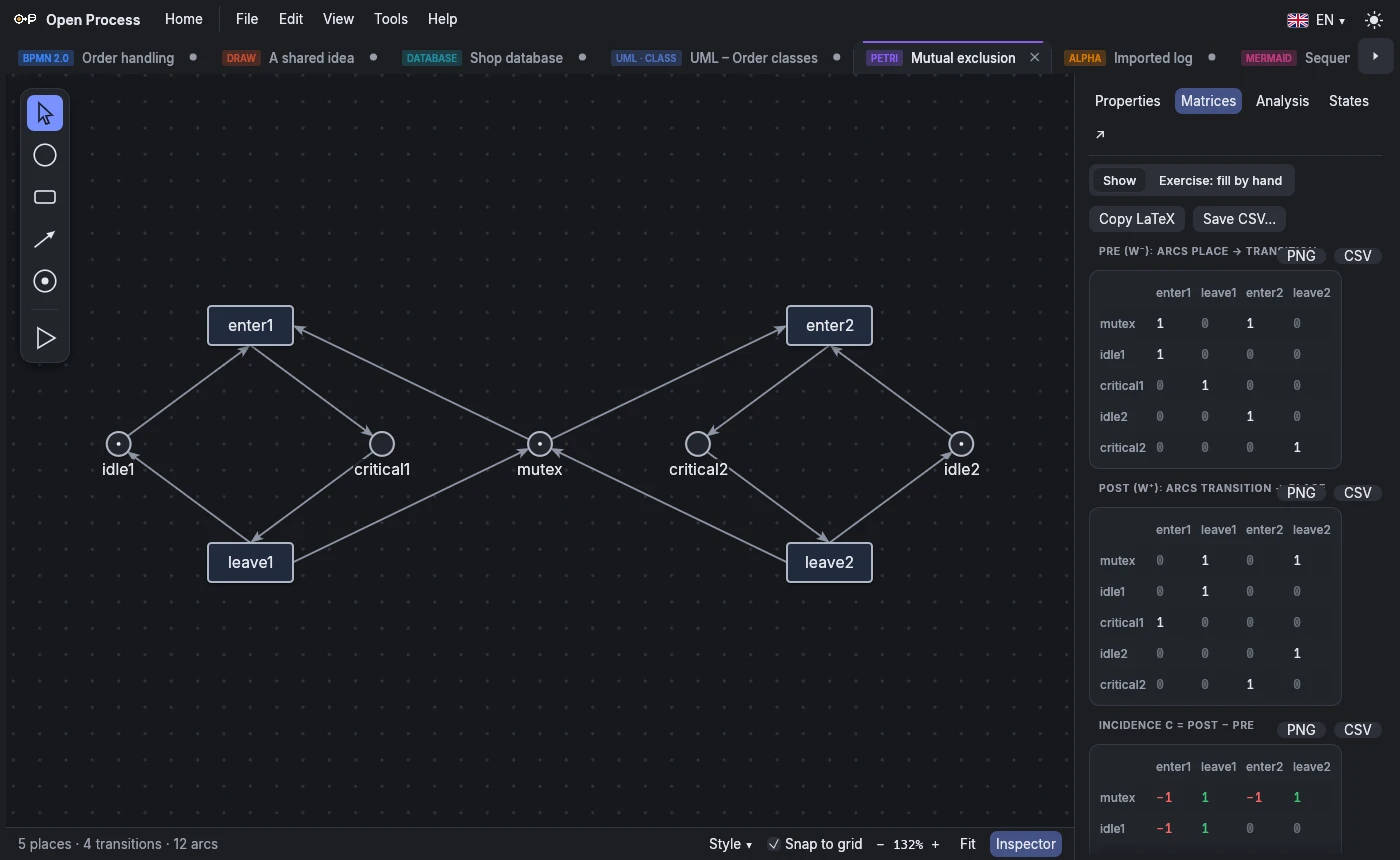 Open Process Home File Edit View Tools Help EN
BPMN 2.0 Order handling DRAW A shared idea DATABASE Shop database UML · CLASS UML – Order classes PETRI Mutual exclusion ALPHA Imported log MERMAID Sequer
Properties Matrices Analysis States
Show Exercise: fill by hand
Copy LaTeX Save CSV...
PRE (W⁻): ARCS PLACE → PNG CSV
enter1 leave1 enter2 leave2
mutex 1 0 1 0
idle1 1 0 0 0
critical1 0 1 0 0
idle2 0 0 1 0
critical2 0 0 0 1
POST (W⁺): ARCS TRANSITION PNG CSV
enter1 leave1 enter2 leave2
mutex 0 1 0 1
idle1 0 1 0 0
critical1 1 0 0 0
idle2 0 0 0 1
critical2 0 0 1 0
INCIDENCE C = POST − PRE PNG CSV
enter1 leave1 enter2 leave2
mutex −1 1 −1 1
idle1 −1 1 0 0
enter1 enter2
idle1 critical1 mutex critical2 idle2
leave1 leave2
5 places · 4 transitions · 12 arcs Style Snap to grid − 132% + Fit Inspector